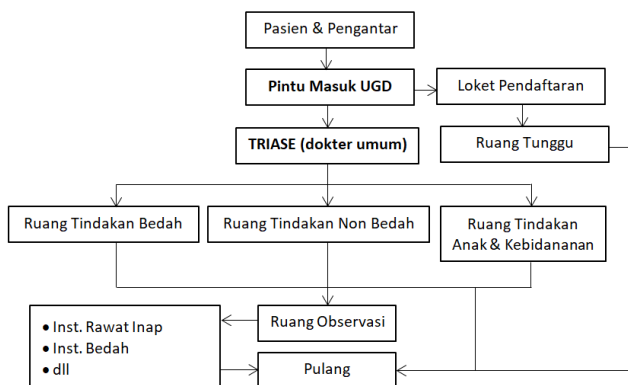 Pasien & Pengantar
Pintu Masuk UGD
Loket Pendaftaran
TRIASE (dokter umum)
Ruang Tunggu
Ruang Tindakan Bedah
Ruang Tindakan Non Bedah
Ruang Tindakan
Anak & Kebidananan
• Inst. Rawat Inap
• Inst. Bedah
• dll
Ruang Observasi
Pulang